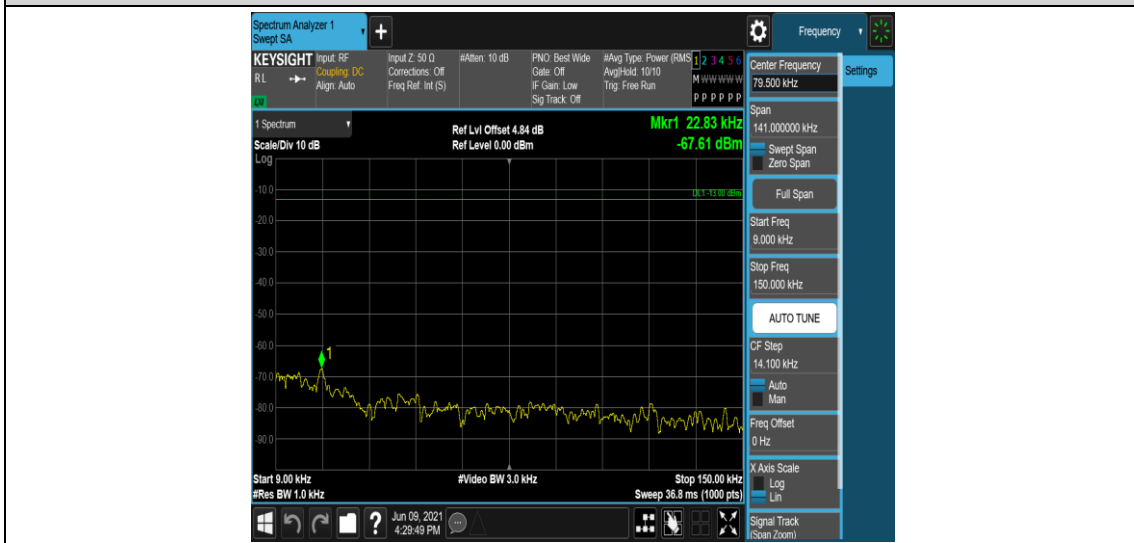 Spectrum Analyzer 1
Swept SA
+
Frequency
KEYSIGHT
RL
LXI
Input: RF
Coupling: DC
Align: Auto
Input Z: 50 Ω
Corrections: Off
Freq Ref: Int (S)
#Atten: 10 dB
PNO: Best Wide
Gate: Off
IF Gain: Low
Sig Track: Off
#Avg Type: Power (RMS
Avg|Hold: 10/10
Trig: Free Run
1 2 3 4 5 6
M W W W W W
P P P P P P
1 Spectrum
Scale/Div 10 dB
Log
Ref Lvl Offset 4.84 dB
Ref Level 0.00 dBm
Mkr1 22.83 kHz
-67.61 dBm
DL1 -13.00 dBm
-10.0
-20.0
-30.0
-40.0
-50.0
-60.0
-70.0
-80.0
-90.0
1
Start 9.00 kHz
#Res BW 1.0 kHz
#Video BW 3.0 kHz
Stop 150.00 kHz
Sweep 36.8 ms (1000 pts)
?
Jun 09, 2021
4:29:49 PM
Center Frequency
79.500 kHz
Settings
Span
141.000000 kHz
Swept Span
Zero Span
Full Span
Start Freq
9.000 kHz
Stop Freq
150.000 kHz
AUTO TUNE
CF Step
14.100 kHz
Auto
Man
Freq Offset
0 Hz
X Axis Scale
Log
Lin
Signal Track
(Span Zoom)